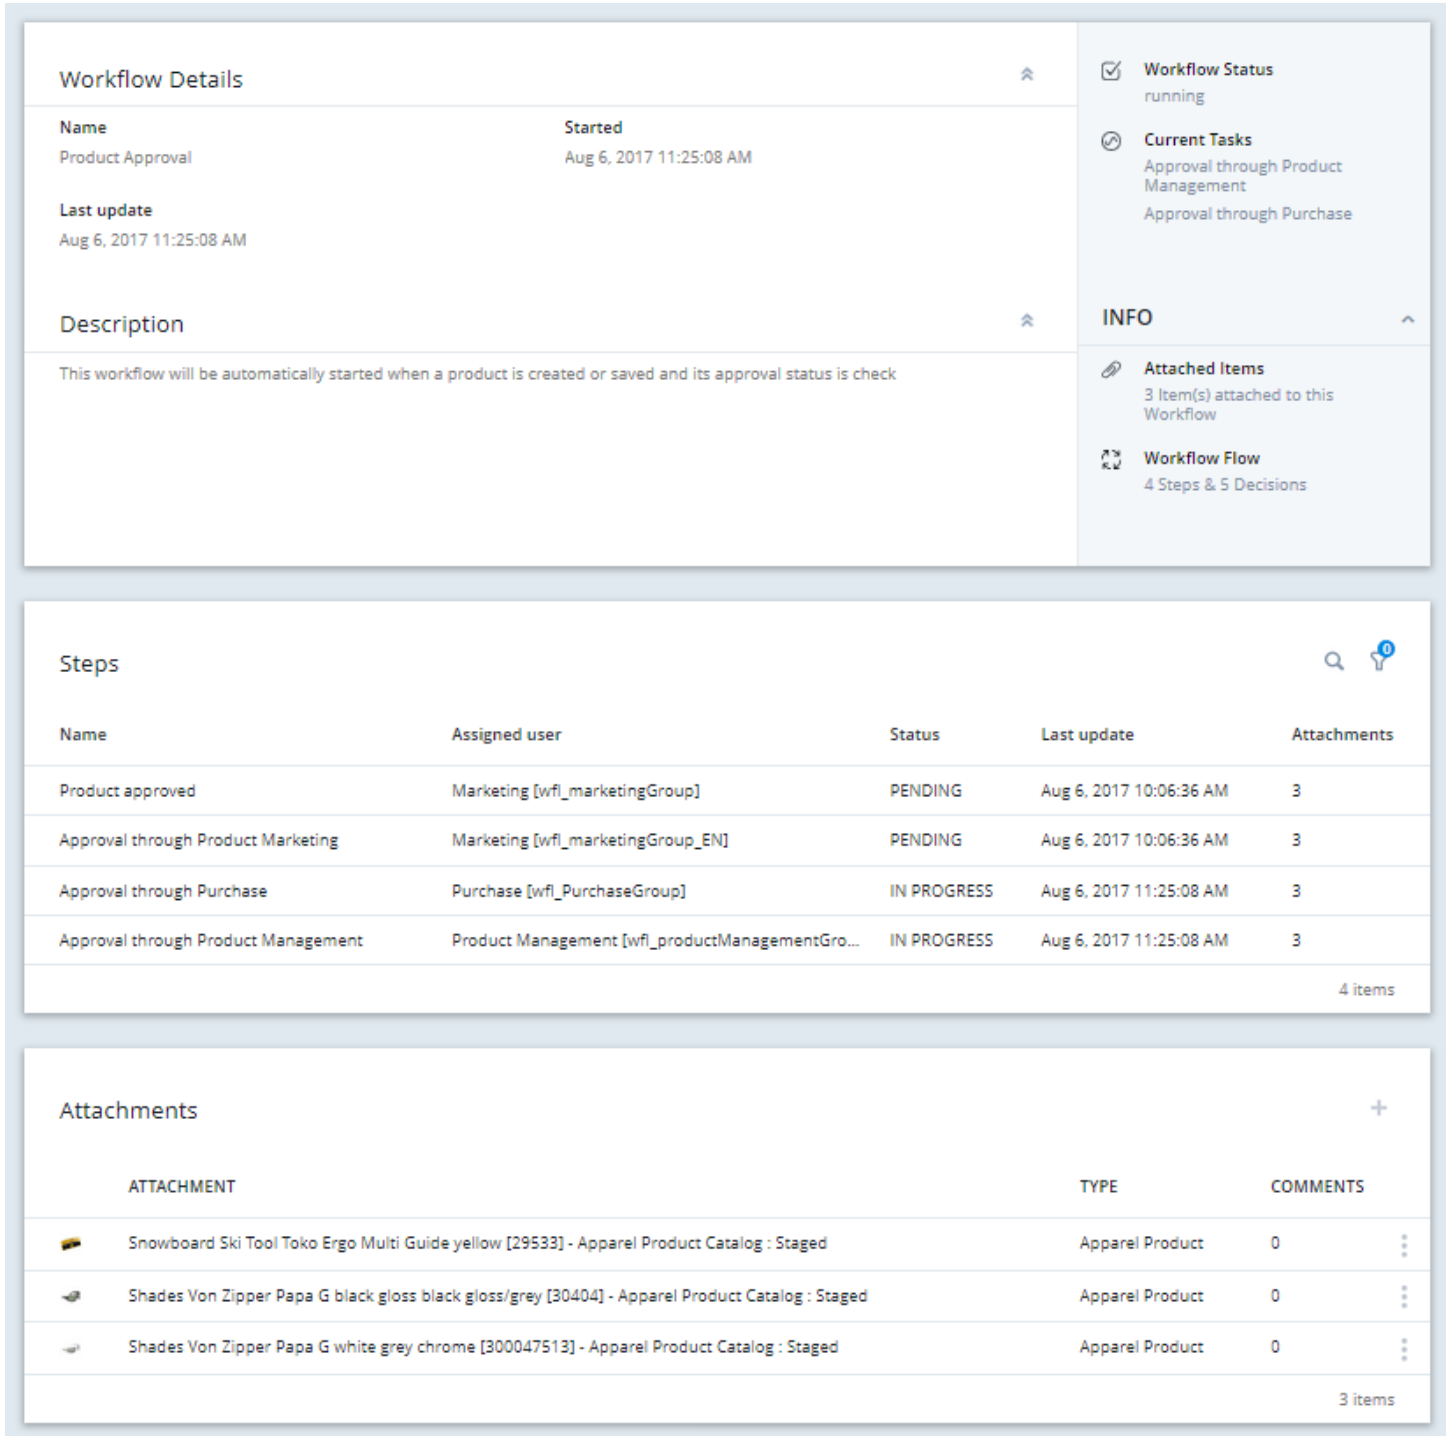 Workflow Details
Name
Started
Product Approval
Aug 6, 2017 11:25:08 AM
Last update
Aug 6, 2017 11:25:08 AM
Description
This workflow will be automatically started when a product is created or saved and its approval status is check
Workflow Status
running
Current Tasks
Approval through Product
Management
Approval through Purchase
INFO
Attached Items
3 Item(s) attached to this
Workflow
Workflow Flow
4 Steps & 5 Decisions
Steps
0
Name Assigned user Status Last update Attachments
Product approved Marketing [wfl_marketingGroup] PENDING Aug 6, 2017 10:06:36 AM 3
Approval through Product Marketing Marketing [wfl_marketingGroup_EN] PENDING Aug 6, 2017 10:06:36 AM 3
Approval through Purchase Purchase [wfl_PurchaseGroup] IN PROGRESS Aug 6, 2017 11:25:08 AM 3
Approval through Product Management Product Management [wfl_productManagementGro... IN PROGRESS Aug 6, 2017 11:25:08 AM 3
4 items
Attachments
ATTACHMENT TYPE COMMENTS
Snowboard Ski Tool Toko Ergo Multi Guide yellow [29533] - Apparel Product Catalog : Staged Apparel Product 0
Shades Von Zipper Papa G black gloss black gloss/grey [30404] - Apparel Product Catalog : Staged Apparel Product 0
Shades Von Zipper Papa G white grey chrome [300047513] - Apparel Product Catalog : Staged Apparel Product 0
3 items